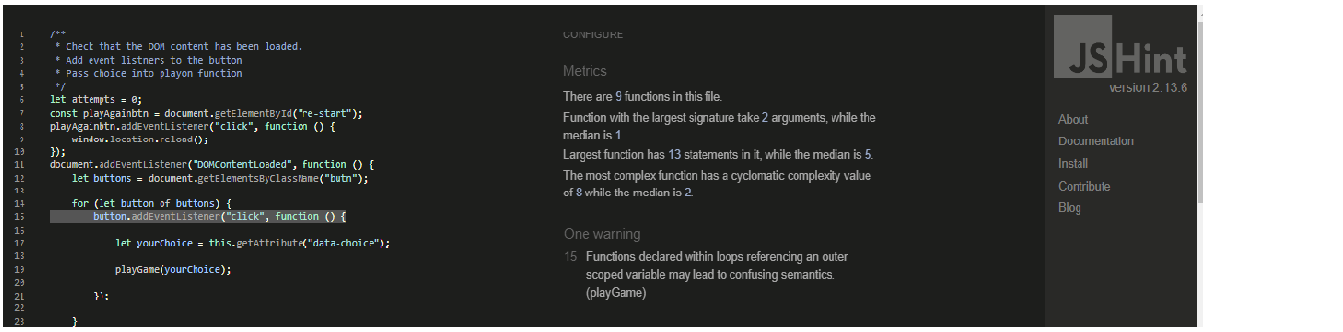 1 /**
2 * Check that the DOM content has been loaded.
3 * Add event listners to the button
4 * Pass choice into playon function
5 */
6 let attempts = 0;
7 const playAgainbtn = document.getElementById("re-start");
8 playAgainbtn.addEventListener("click", function () {
9 window.location.reload();
10 });
11 document.addEventListener("DOMContentLoaded", function () {
12 let buttons = document.getElementsByClassName("butn");
13
14 for (let button of buttons) {
15 button.addEventListener("click", function () {
16
17 let yourChoice = this.getAttribute("data-choice");
18
19 playGame(yourChoice);
20
21 });
22
23 }
CONFIGURE
Metrics
There are 9 functions in this file.
Function with the largest signature take 2 arguments, while the
median is 1.
Largest function has 13 statements in it, while the median is 5.
The most complex function has a cyclomatic complexity value
of 8 while the median is 2.
One warning
15 Functions declared within loops referencing an outer
scoped variable may lead to confusing semantics.
(playGame)
JSHint
version 2.13.6
About
Documentation
Install
Contribute
Blog